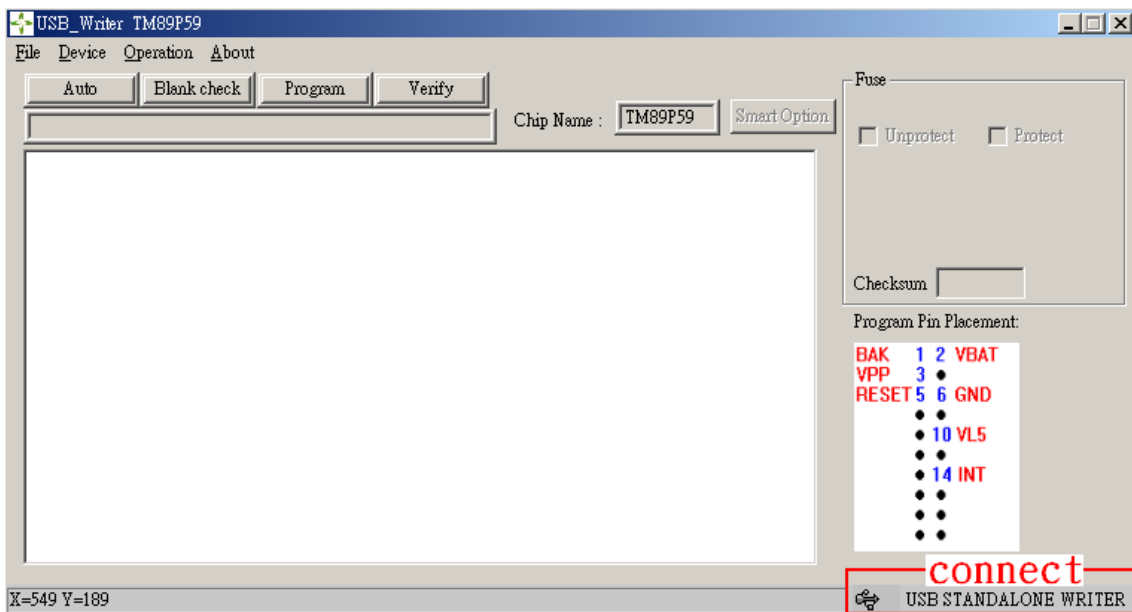 USB_Writer TM89P59
File Device Operation About
Auto Blank check Program Verify
Chip Name : TM89P59 Smart Option
Fuse
Unprotect Protect
Checksum
Program Pin Placement:
BAK 1 2 VBAT
VPP 3
RESET 5 6 GND
10 VL5
14 INT
connect
X=549 Y=189 USB STANDALONE WRITER